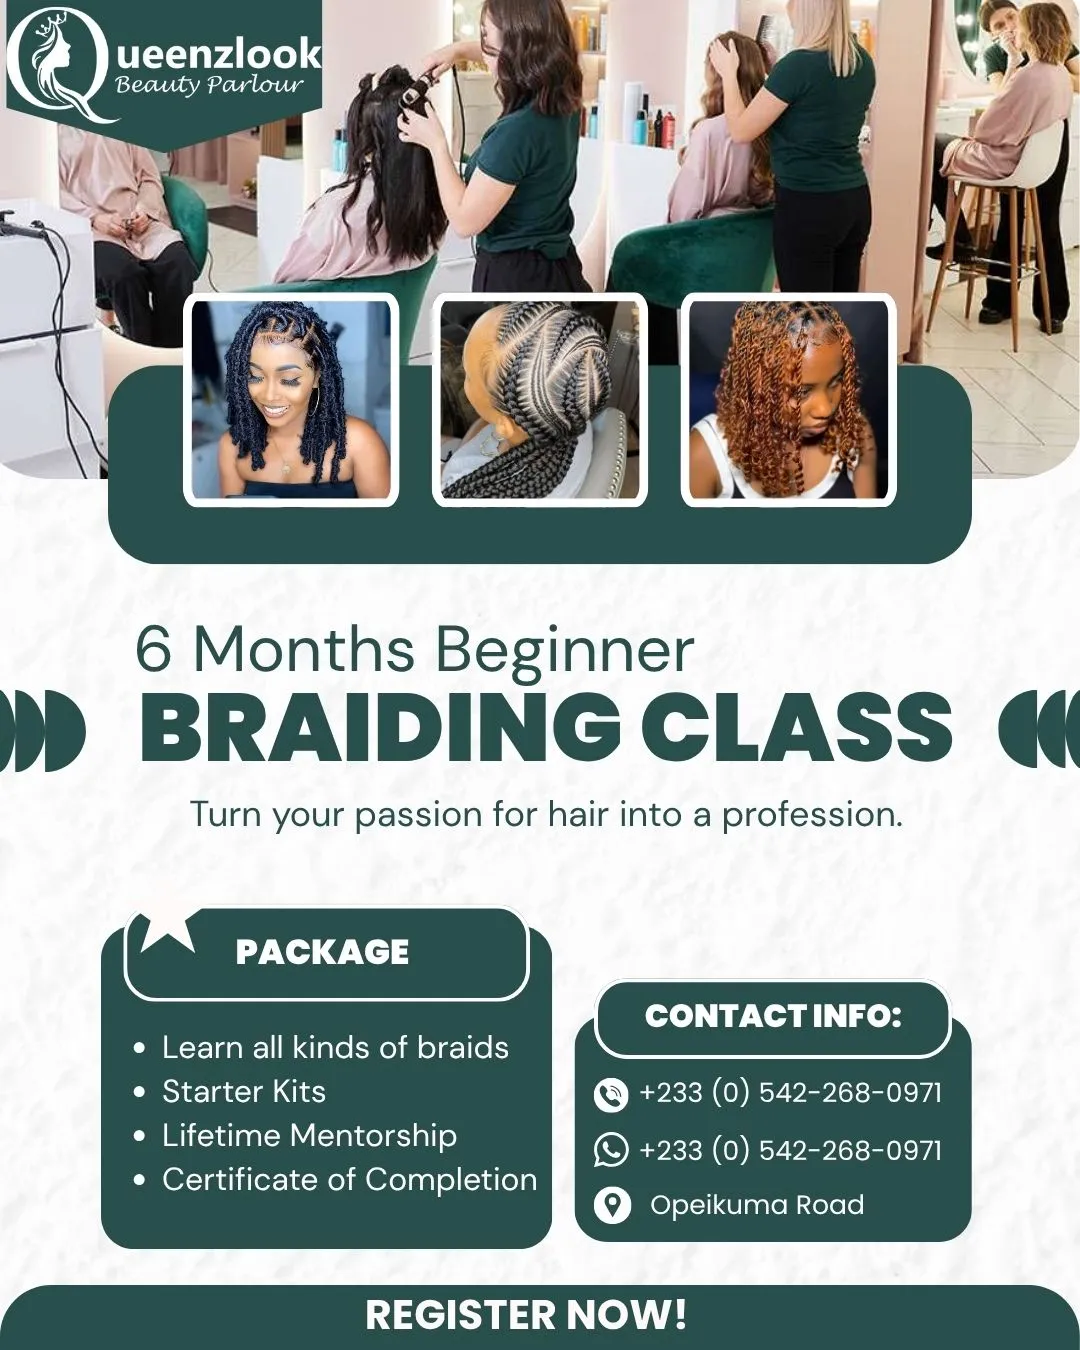 Queenzlook
Beauty Parlour
6 Months Beginner
BRAIDING CLASS
Turn your passion for hair into a profession.
PACKAGE
• Learn all kinds of braids
• Starter Kits
• Lifetime Mentorship
• Certificate of Completion
CONTACT INFO:
+233 (0) 542-268-0971
+233 (0) 542-268-0971
Opeikuma Road
REGISTER NOW!